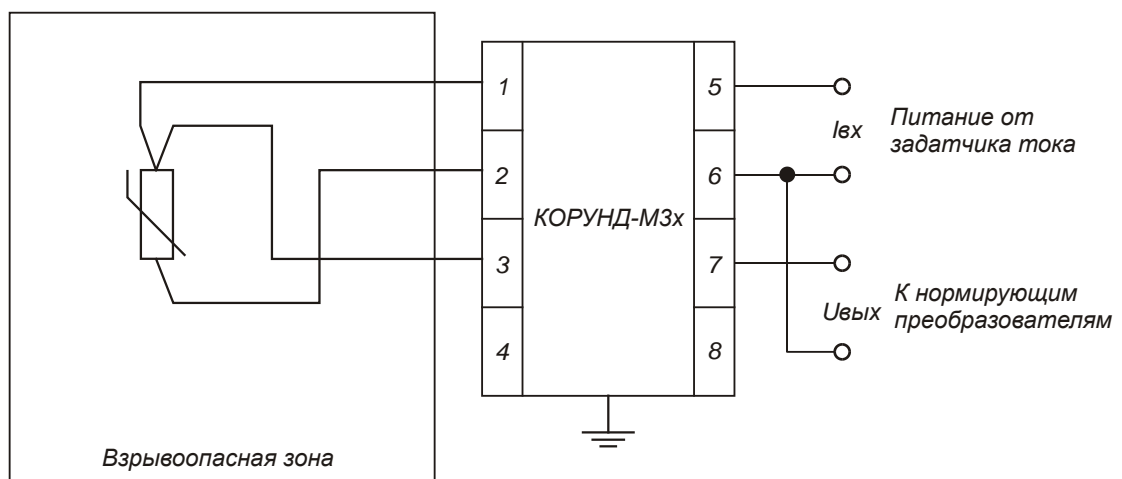 1
2
3
4
КОРУНД-М3х
5
6
7
8
Iвх
Питание от
задатчика тока
Uвых
К нормирующим
преобразователям
Взрывоопасная зона